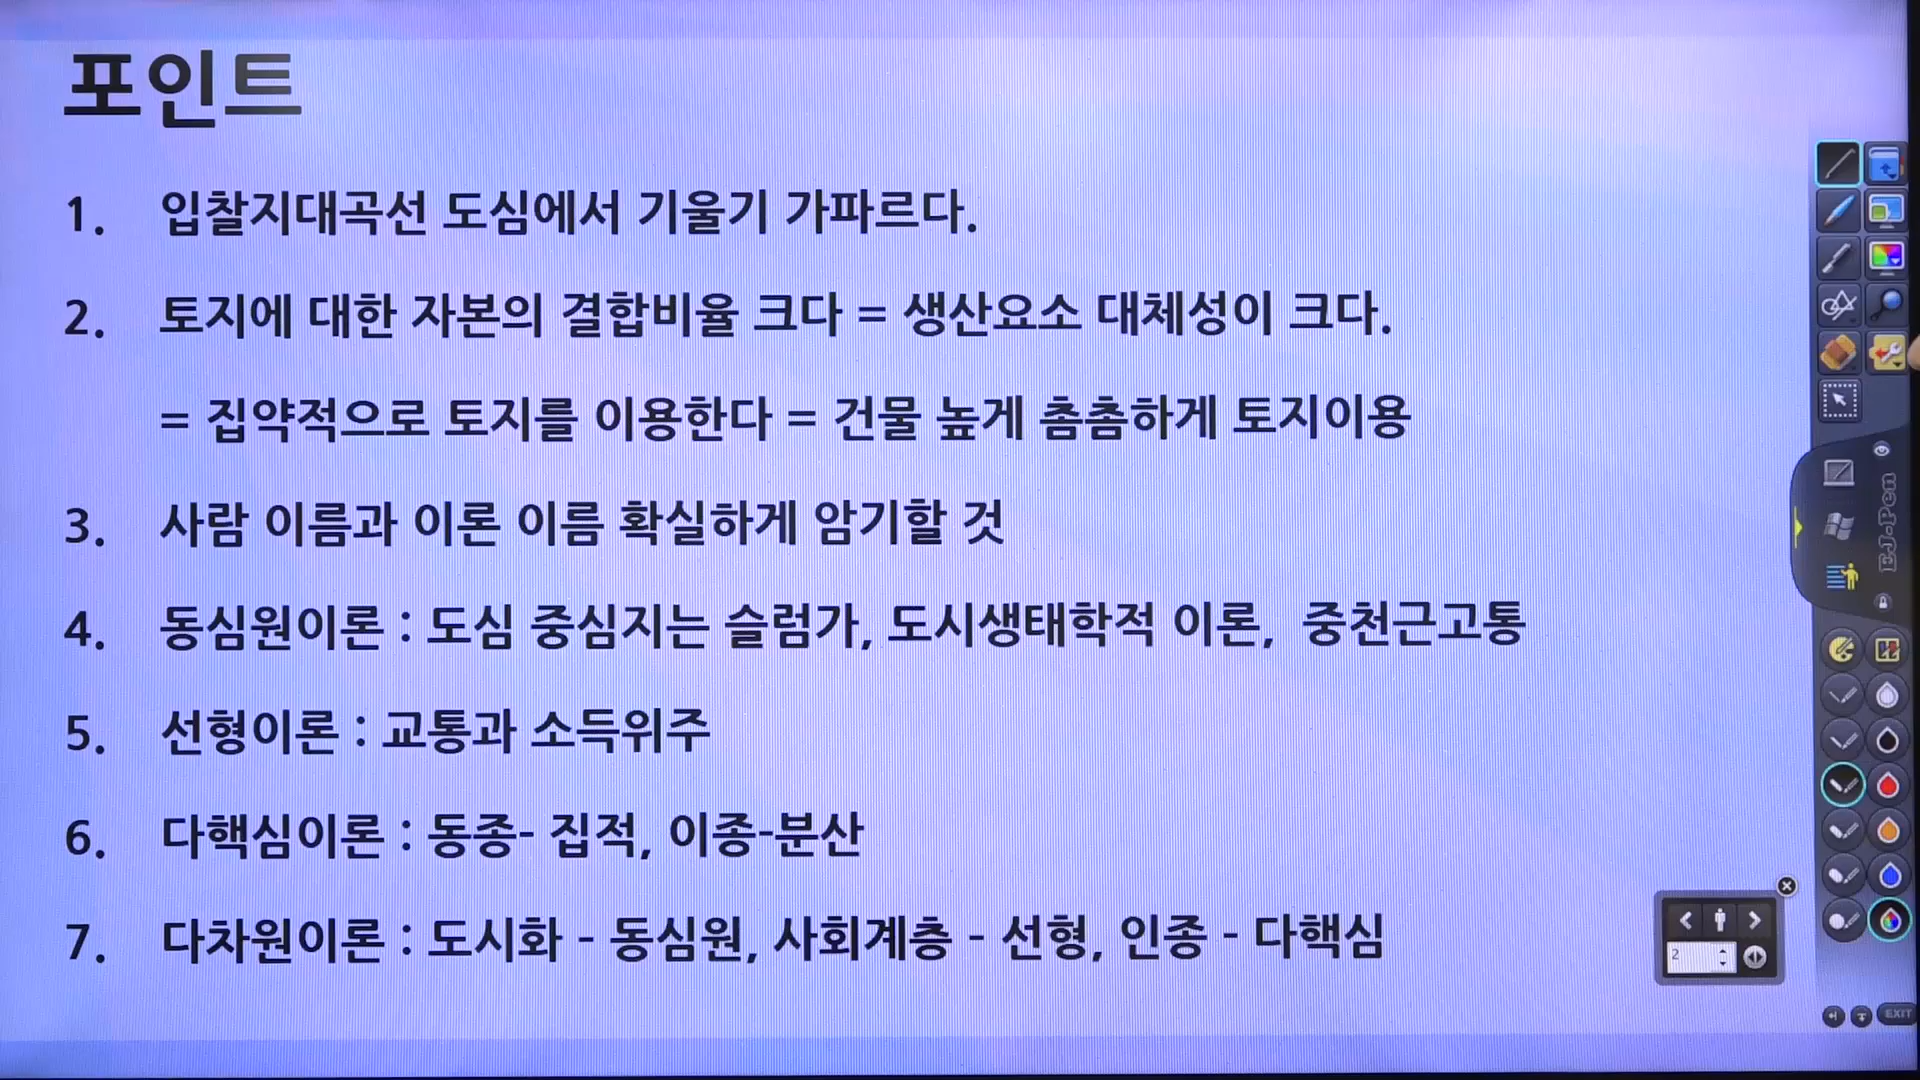 포인트
1. 입찰지대곡선 도심에서 기울기 가파르다.
2. 토지에 대한 자본의 결합비율 크다 = 생산요소 대체성이 크다.
= 집약적으로 토지를 이용한다 = 건물 높게 촘촘하게 토지이용
3. 사람 이름과 이론 이름 확실하게 암기할 것
4. 동심원이론 : 도심 중심지는 슬럼가, 도시생태학적 이론, 중천근고통
5. 선형이론 : 교통과 소득위주
6. 다핵심이론 : 동종- 집적, 이종-분산
7. 다차원이론 : 도시화 - 동심원, 사회계층 - 선형, 인종 - 다핵심
EJ-Pen
2
EXIT